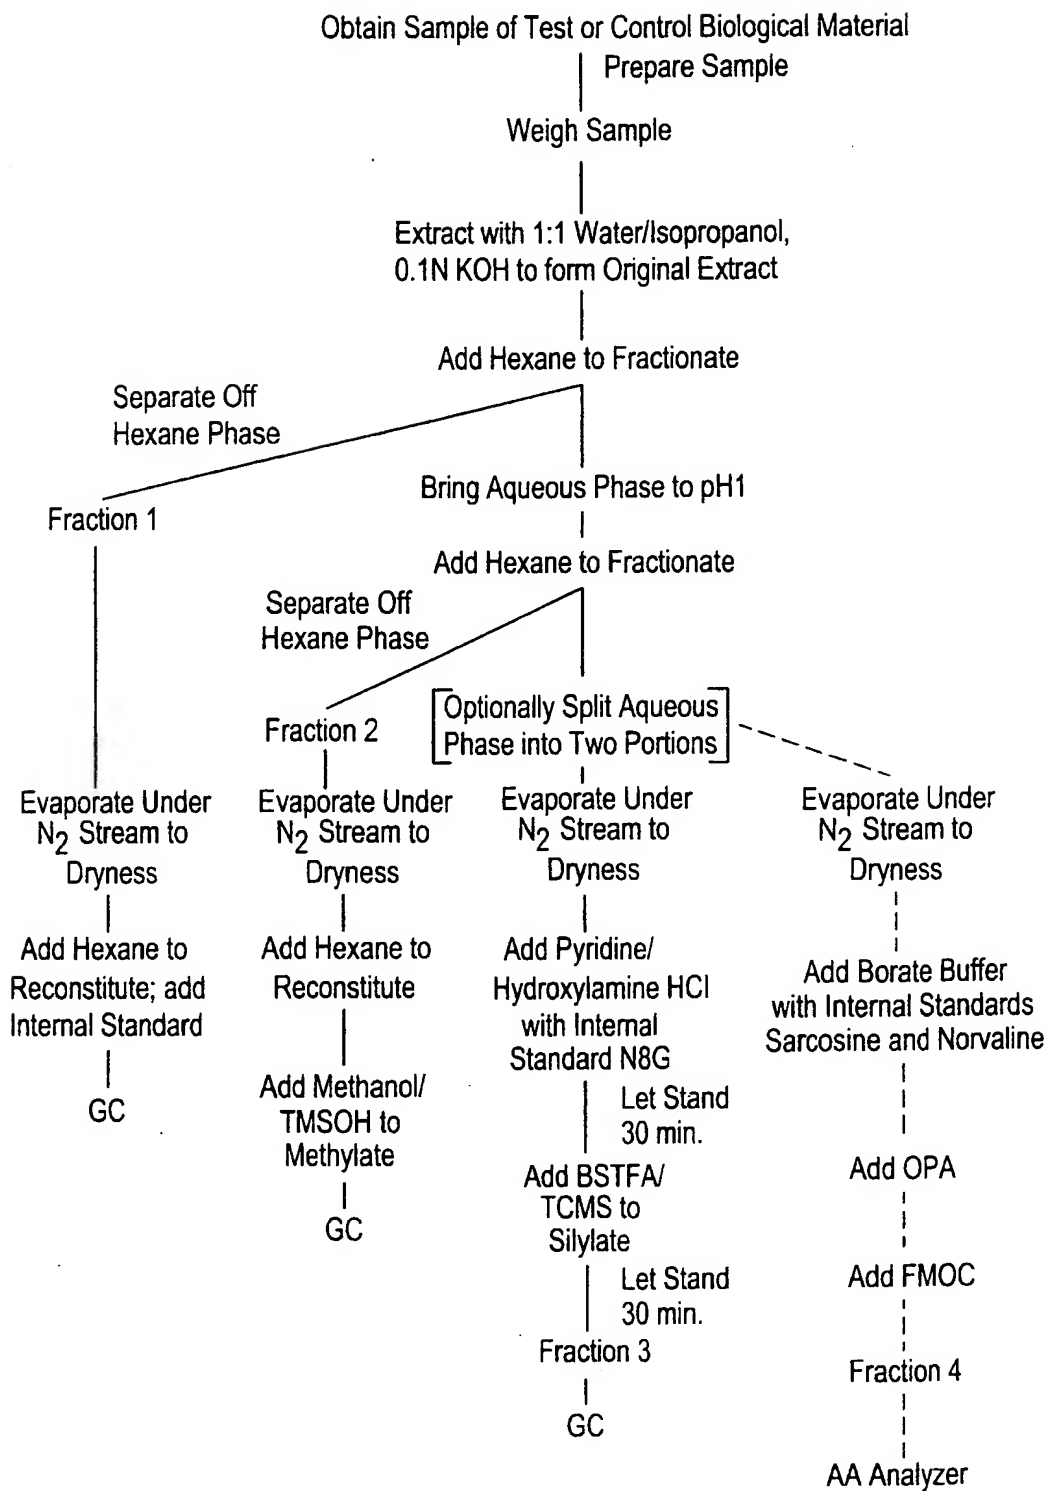 Obtain Sample of Test or Control Biological Material
Prepare Sample
Weigh Sample
Extract with 1:1 Water/Isopropanol,
0.1N KOH to form Original Extract
Add Hexane to Fractionate
Separate Off
Hexane Phase
Bring Aqueous Phase to pH1
Fraction 1
Add Hexane to Fractionate
Separate Off
Hexane Phase
Fraction 2
[Optionally Split Aqueous
Phase into Two Portions]
Evaporate Under
N2 Stream to
Dryness
Add Hexane to
Reconstitute; add
Internal Standard
GC
Evaporate Under
N2 Stream to
Dryness
Add Hexane to
Reconstitute
Add Methanol/
TMSOH to
Methylate
GC
Evaporate Under
N2 Stream to
Dryness
Add Pyridine/
Hydroxylamine HCl
with Internal
Standard N8G
Let Stand
30 min.
Add BSTFA/
TCMS to
Silylate
Let Stand
30 min.
Fraction 3
GC
Evaporate Under
N2 Stream to
Dryness
Add Borate Buffer
with Internal Standards
Sarcosine and Norvaline
Add OPA
Add FMOC
Fraction 4
AA Analyzer